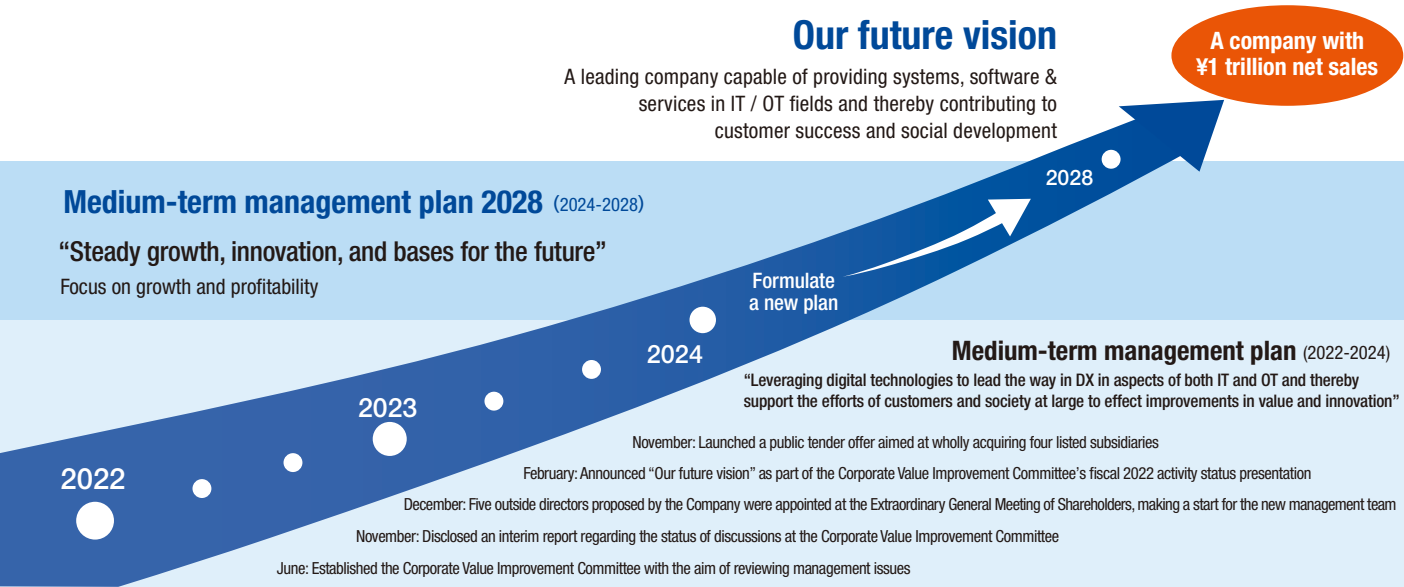 Our future vision
A leading company capable of providing systems, software &
services in IT / OT fields and thereby contributing to
customer success and social development
A company with
¥1 trillion net sales
Medium-term management plan 2028 (2024-2028)
“Steady growth, innovation, and bases for the future”
Focus on growth and profitability
2028
Formulate
a new plan
2024
2023
2022
Medium-term management plan (2022-2024)
“Leveraging digital technologies to lead the way in DX in aspects of both IT and OT and thereby
support the efforts of customers and society at large to effect improvements in value and innovation”
November: Launched a public tender offer aimed at wholly acquiring four listed subsidiaries
February: Announced “Our future vision” as part of the Corporate Value Improvement Committee’s fiscal 2022 activity status presentation
December: Five outside directors proposed by the Company were appointed at the Extraordinary General Meeting of Shareholders, making a start for the new management team
November: Disclosed an interim report regarding the status of discussions at the Corporate Value Improvement Committee
June: Established the Corporate Value Improvement Committee with the aim of reviewing management issues